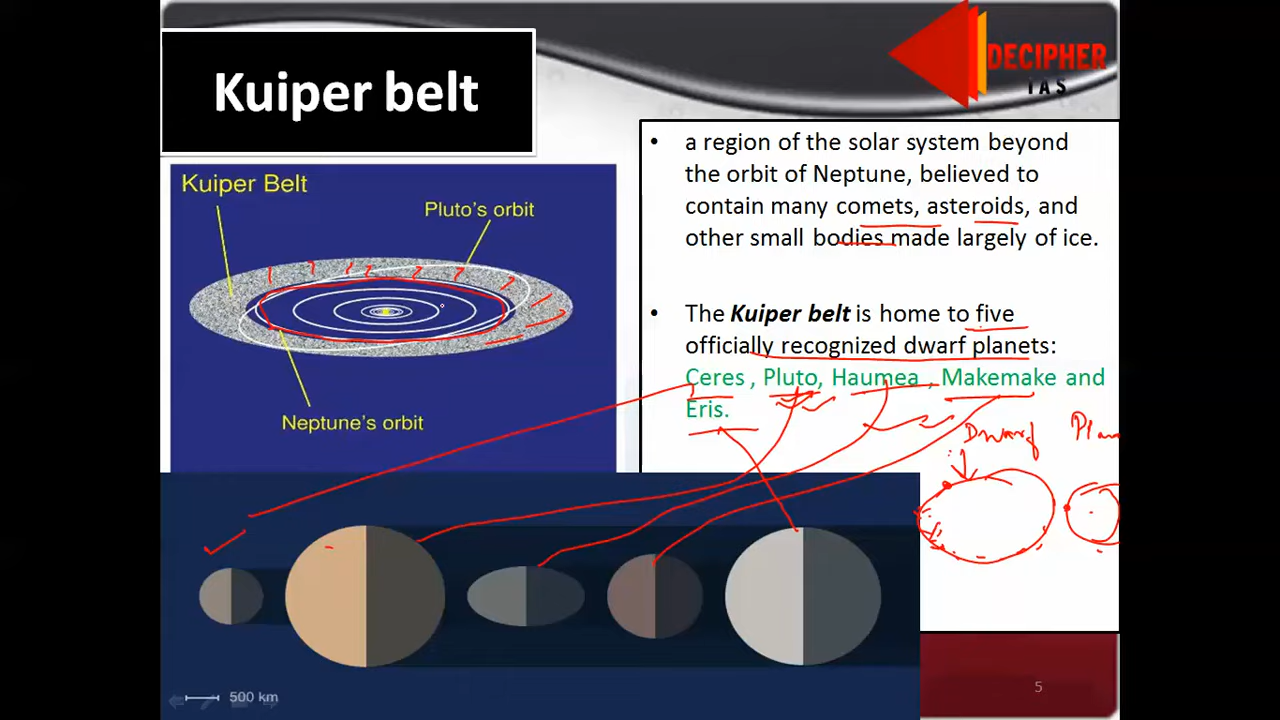 Kuiper belt
DECIPHER
IAS
Kuiper Belt
Pluto's orbit
Neptune's orbit
• a region of the solar system beyond
the orbit of Neptune, believed to
contain many comets, asteroids, and
other small bodies made largely of ice.
• The Kuiper belt is home to five
officially recognized dwarf planets:
Ceres , Pluto, Haumea , Makemake and
Eris.
Dwarf Plan
500 km
5